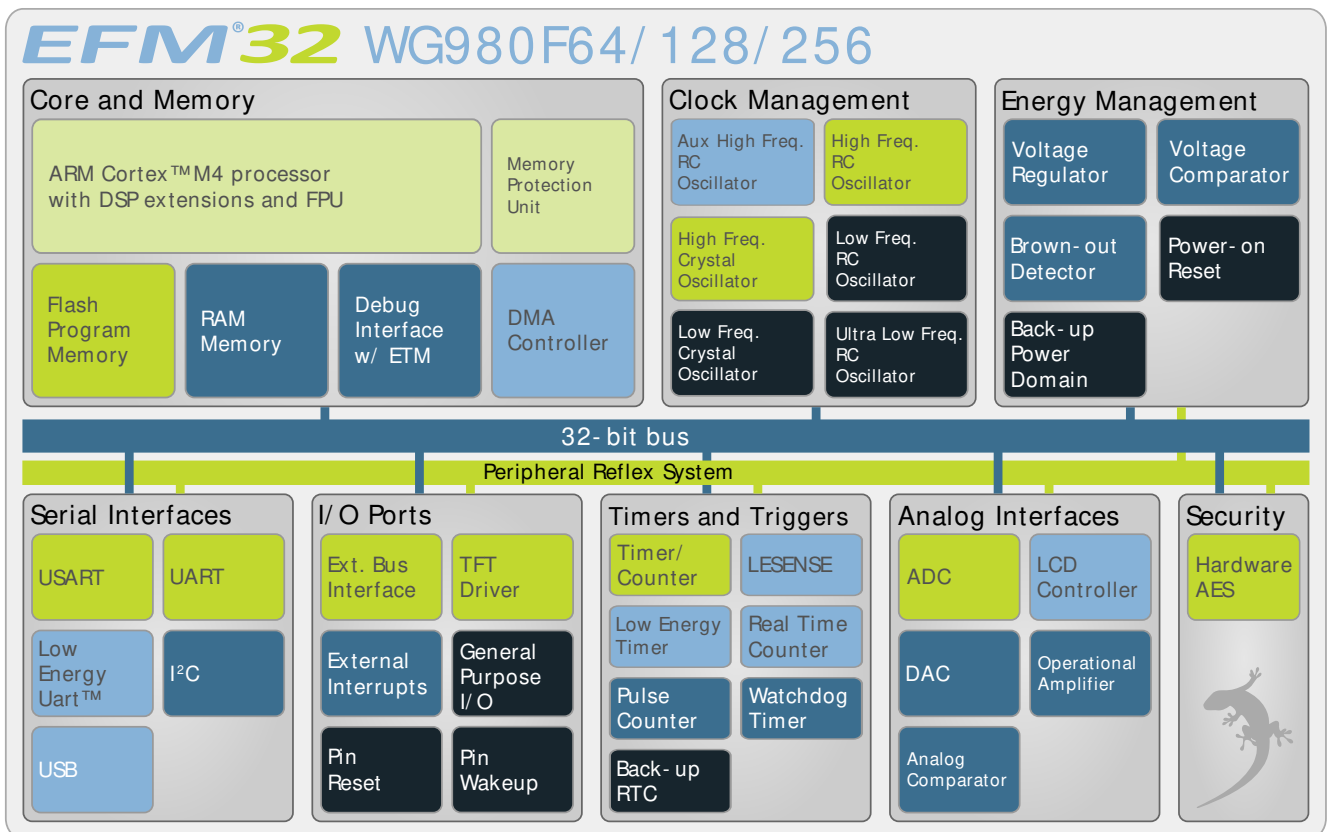 EFM®32 WG980F64/128/256
Core and Memory
ARM Cortex™ M4 processor
with DSP extensions and FPU
Memory
Protection
Unit
Flash
Program
Memory
RAM
Memory
Debug
Interface
w/ ETM
DMA
Controller
Clock Management
Aux High Freq.
RC
Oscillator
High Freq.
RC
Oscillator
High Freq.
Crystal
Oscillator
Low Freq.
RC
Oscillator
Low Freq.
Crystal
Oscillator
Ultra Low Freq.
RC
Oscillator
Energy Management
Voltage
Regulator
Voltage
Comparator
Brown-out
Detector
Power-on
Reset
Back-up
Power
Domain
32-bit bus
Peripheral Reflex System
Serial Interfaces
USART
UART
Low
Energy
Uart™
I²C
USB
I/O Ports
Ext. Bus
Interface
TFT
Driver
External
Interrupts
General
Purpose
I/O
Pin
Reset
Pin
Wakeup
Timers and Triggers
Timer/
Counter
LESENSE
Low Energy
Timer
Real Time
Counter
Pulse
Counter
Watchdog
Timer
Back-up
RTC
Analog Interfaces
ADC
LCD
Controller
DAC
Operational
Amplifier
Analog
Comparator
Security
Hardware
AES